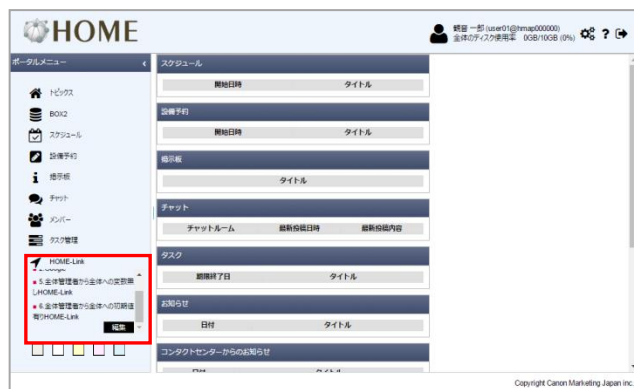 HOME
観音 一郎 (user01@hmap000000)
全体のディスク使用率 0GB/10GB (0%)
ポータルメニュー
トピックス
BOX2
スケジュール
設備予約
掲示板
チャット
メンバー
タスク管理
HOME-Link
2.Google
5.全体管理者から全体への変数無
しHOME-Link
6.全体管理者から全体への初期値
有りHOME-Link
編集
スケジュール
開始日時 タイトル
設備予約
開始日時 タイトル
掲示板
タイトル
チャット
チャットルーム 最新投稿日時 最新投稿内容
タスク
期限終了日 タイトル
お知らせ
日付 タイトル
コンタクトセンターからのお知らせ
日付 タイトル
Copyright Canon Marketing Japan inc.